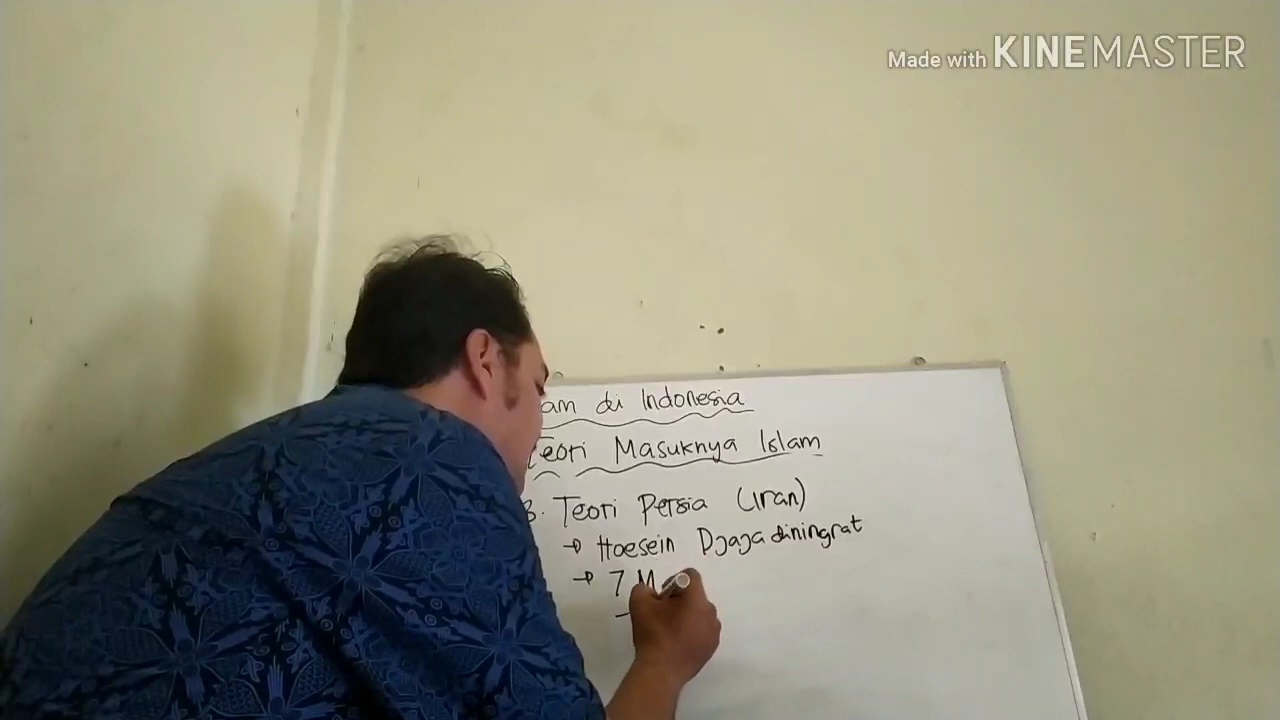 Made with KINEMASTER
am di Indonesia
Teori Masuknya Islam
3. Teori Persia (Iran)
→ Hoesein Djajadiningrat
→ 7 M